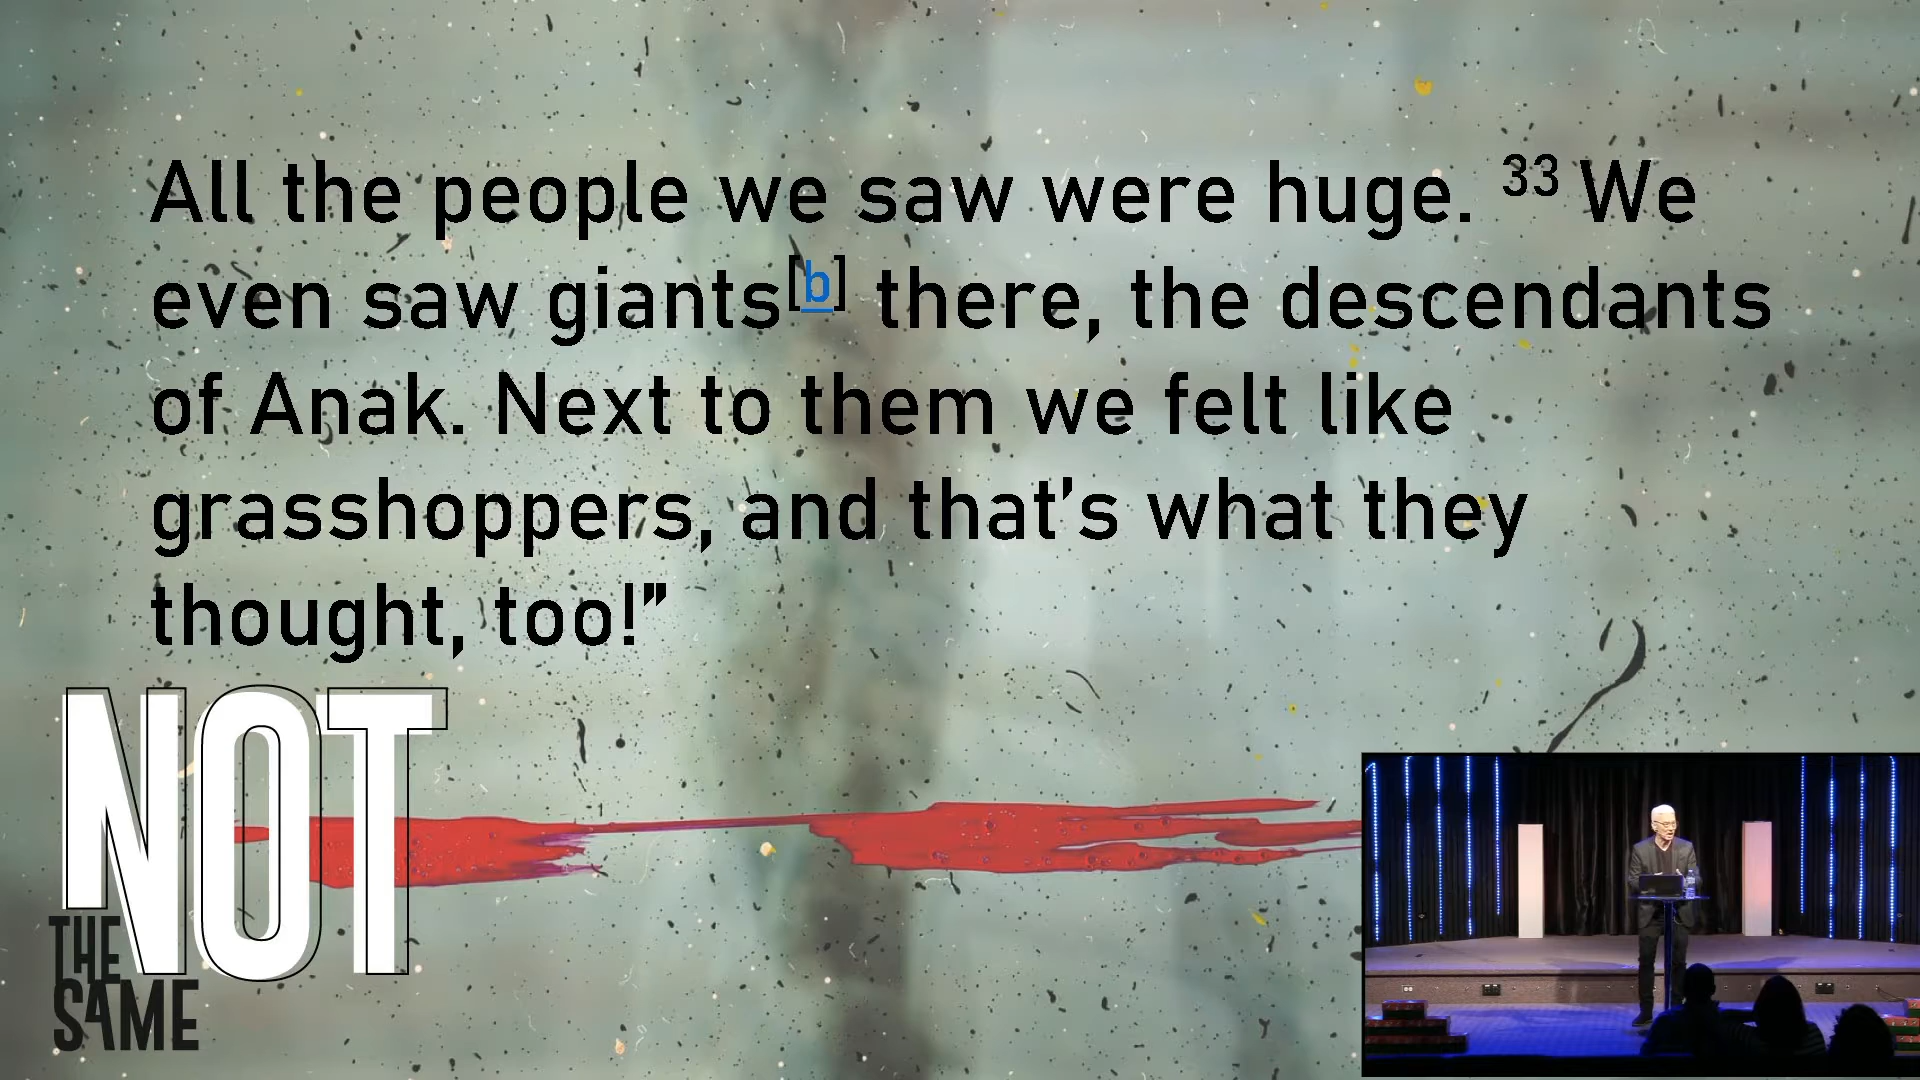 All the people we saw were huge. 33 We
even saw giants[b] there, the descendants
of Anak. Next to them we felt like
grasshoppers, and that’s what they
thought, too!”
NOT
THE
SAME